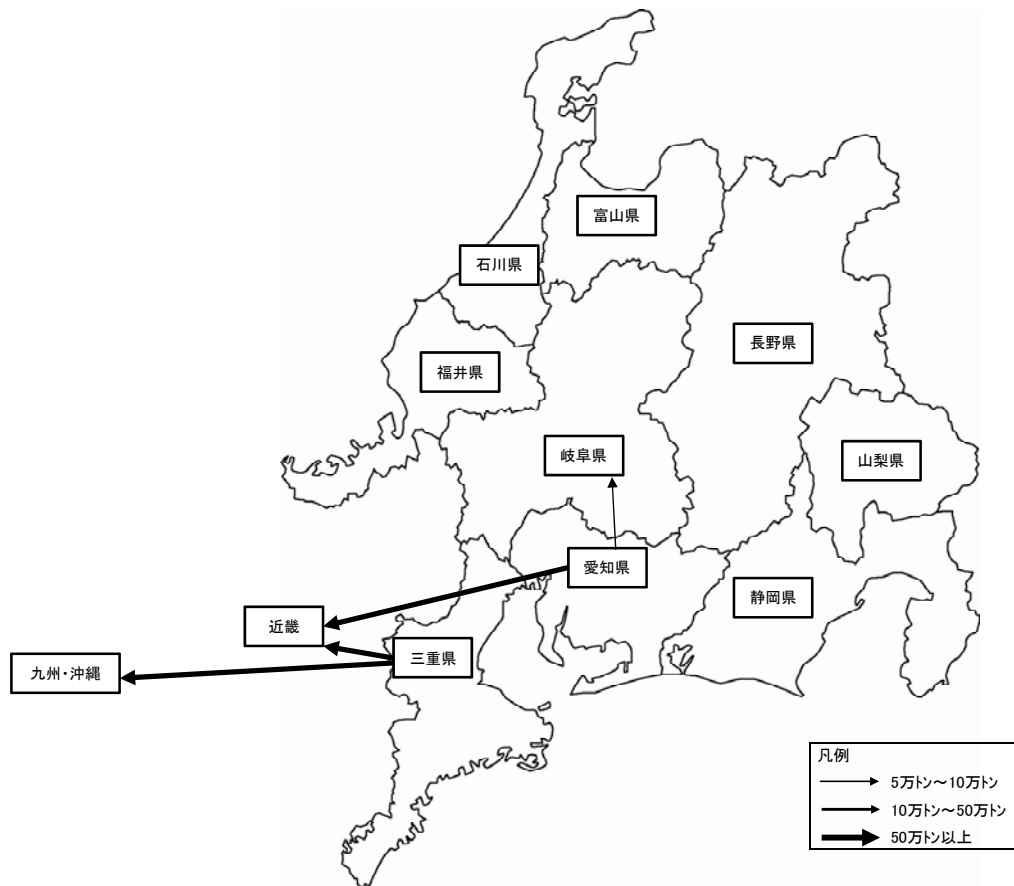 富山県
石川県
長野県
福井県
岐阜県
山梨県
愛知県
静岡県
近畿
三重県
九州・沖縄
凡例
5万ﾄﾝ～10万トン
10万ﾄﾝ～50万トン
50万ﾄﾝ以上